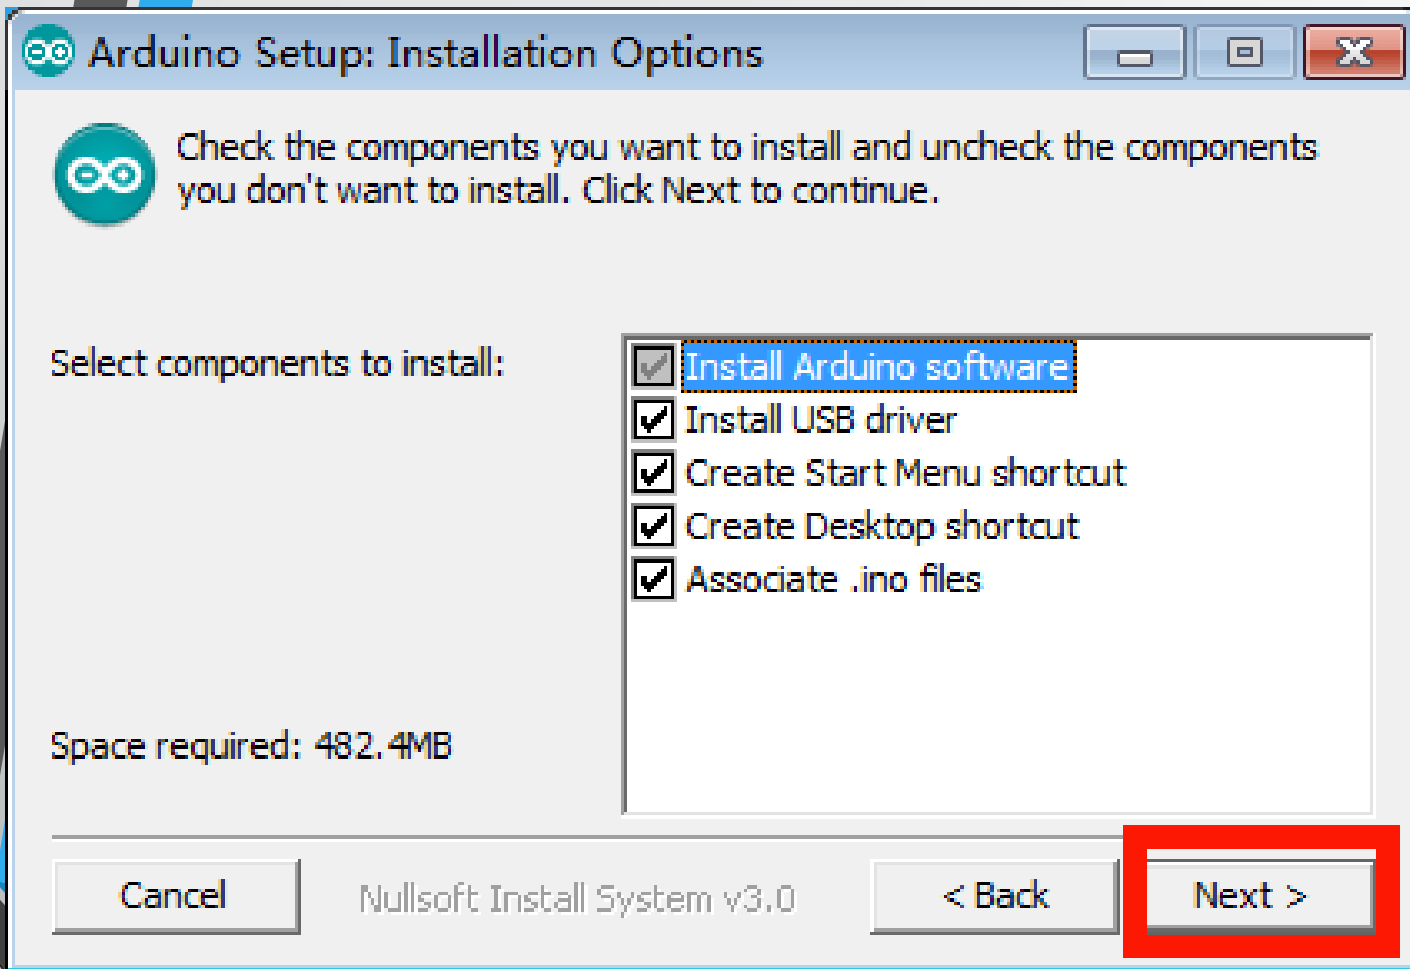 Arduino Setup: Installation Options
Check the components you want to install and uncheck the components
you don't want to install. Click Next to continue.
Select components to install:
Install Arduino software
Install USB driver
Create Start Menu shortcut
Create Desktop shortcut
Associate .ino files
Space required: 482.4MB
Cancel
Nullsoft Install System v3.0
< Back
Next >